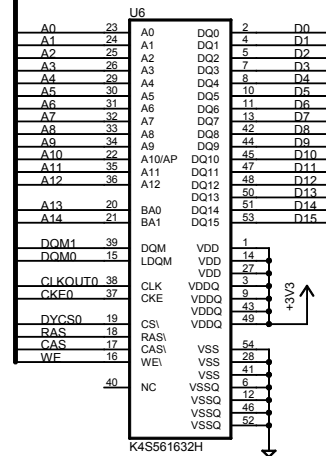 U6
A0 23 A0 DQ0 2 D0
A1 24 A1 DQ1 4 D1
A2 25 A2 DQ2 5 D2
A3 26 A3 DQ3 7 D3
A4 29 A4 DQ4 8 D4
A5 30 A5 DQ5 10 D5
A6 31 A6 DQ6 11 D6
A7 32 A7 DQ7 13 D7
A8 33 A8 DQ8 42 D8
A9 34 A9 DQ9 44 D9
A10 22 A10/AP DQ10 45 D10
A11 35 A11 DQ11 47 D11
A12 36 A12 DQ12 48 D12
DQ13 50 D13
A13 20 BA0 DQ14 51 D14
A14 21 BA1 DQ15 53 D15
DQM1 39 DQM VDD 1
DQM0 15 LDQM VDD 14
VDD 27
CLKOUT0 38 CLK VDDQ 3
CKE0 37 CKE VDDQ 9
VDDQ 43
DYCS0 19 CS\ VDDQ 49
+3V3
RAS 18 RAS\
CAS 17 CAS\ VSS 54
WE 16 WE\ VSS 28
VSS 41
40 NC VSSQ 6
VSSQ 12
VSSQ 46
VSSQ 52
K4S561632H